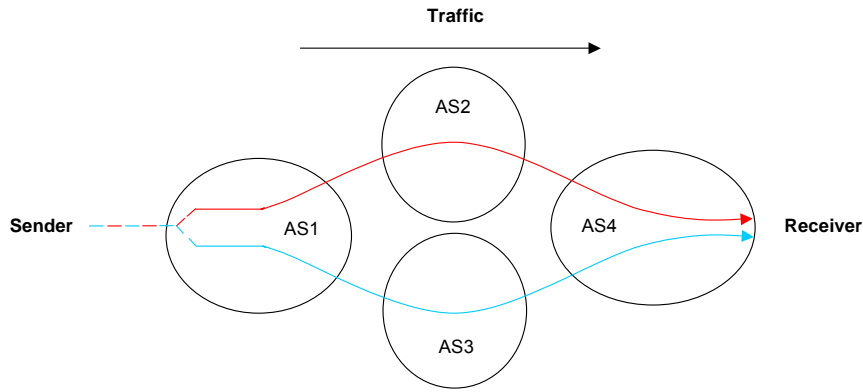 Traffic
AS2
Sender
AS1
AS4
Receiver
AS3